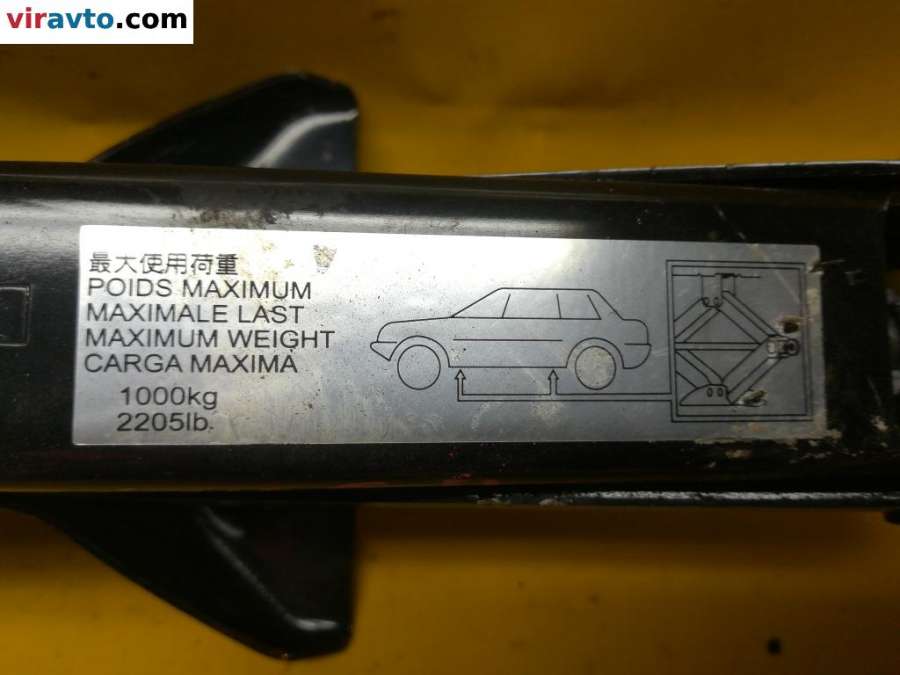 viravto.com
最大使用荷重
POIDS MAXIMUM
MAXIMALE LAST
MAXIMUM WEIGHT
CARGA MAXIMA
1000kg
2205lb.